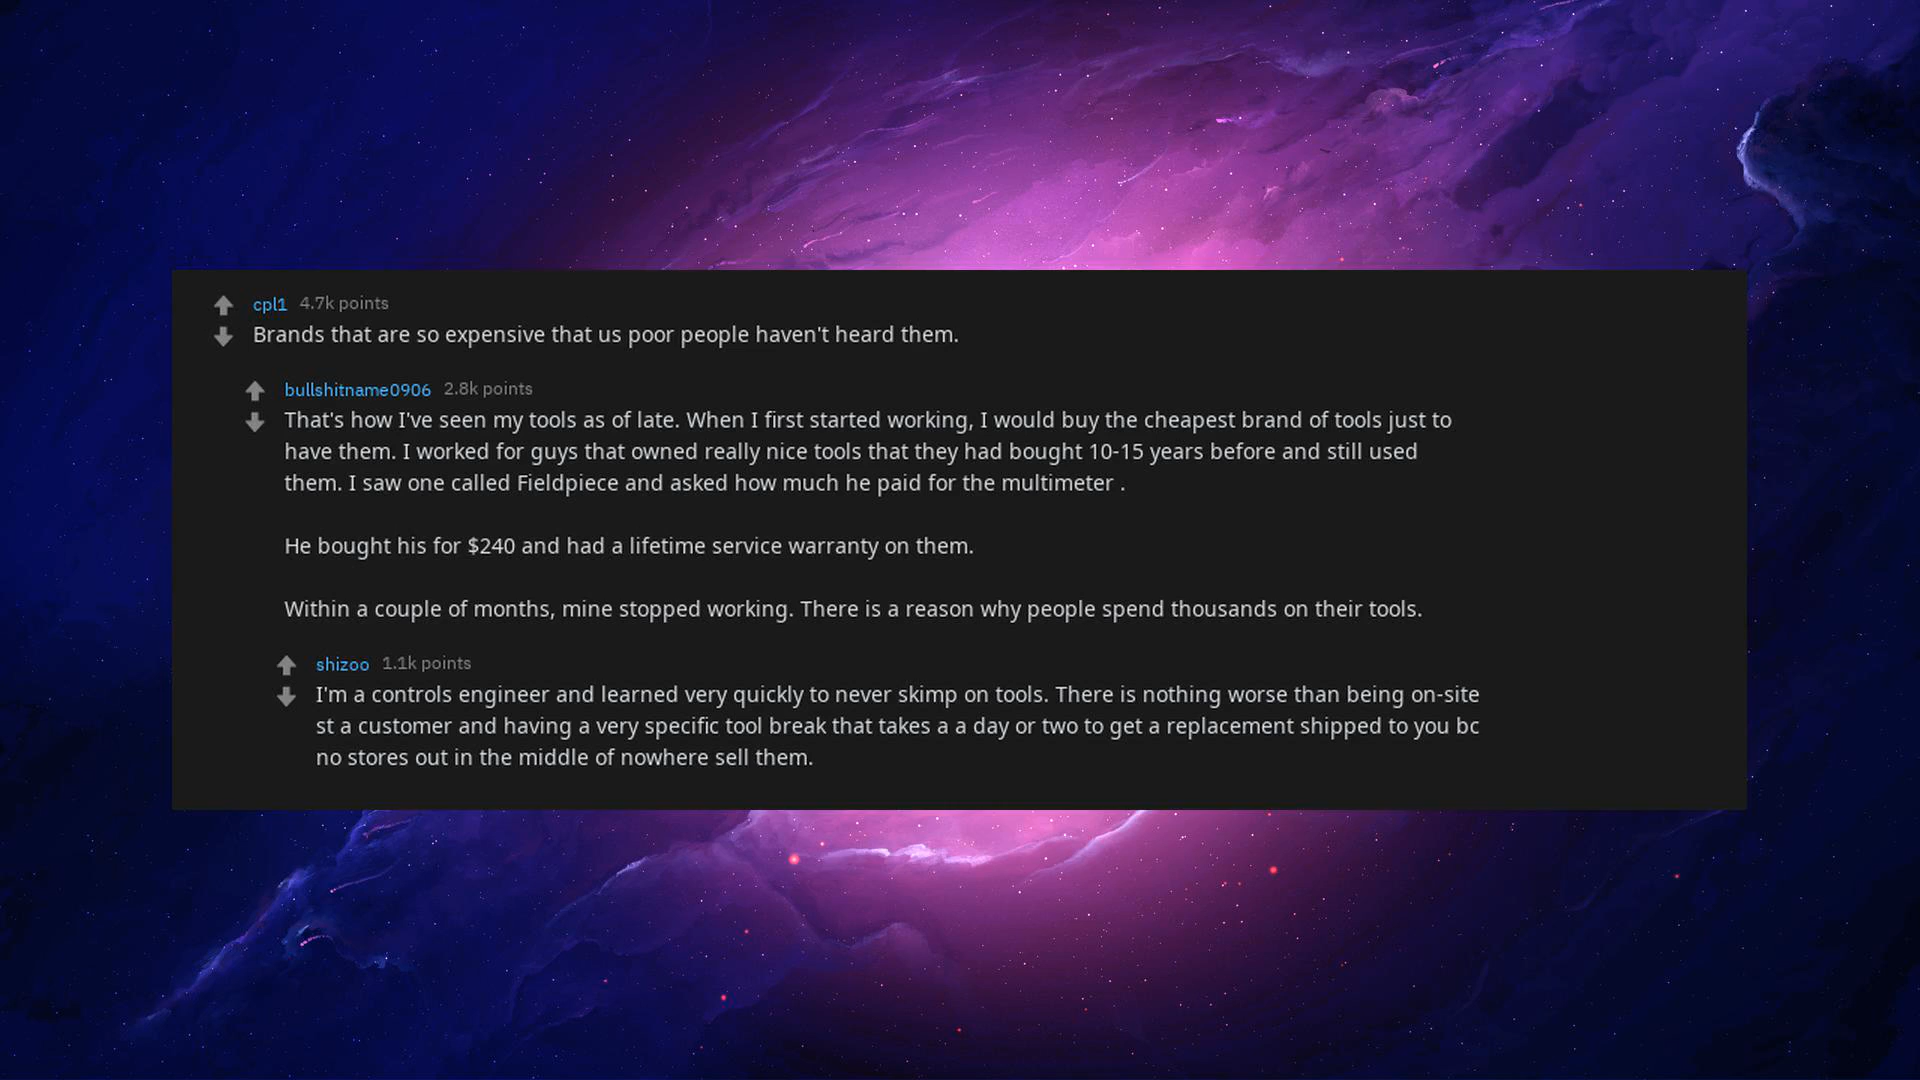 cpl1 4.7k points
Brands that are so expensive that us poor people haven't heard them.
bullshitname0906 2.8k points
That's how I've seen my tools as of late. When I first started working, I would buy the cheapest brand of tools just to
have them. I worked for guys that owned really nice tools that they had bought 10-15 years before and still used
them. I saw one called Fieldpiece and asked how much he paid for the multimeter .
He bought his for $240 and had a lifetime service warranty on them.
Within a couple of months, mine stopped working. There is a reason why people spend thousands on their tools.
shizoo 1.1k points
I'm a controls engineer and learned very quickly to never skimp on tools. There is nothing worse than being on-site
st a customer and having a very specific tool break that takes a a day or two to get a replacement shipped to you bc
no stores out in the middle of nowhere sell them.